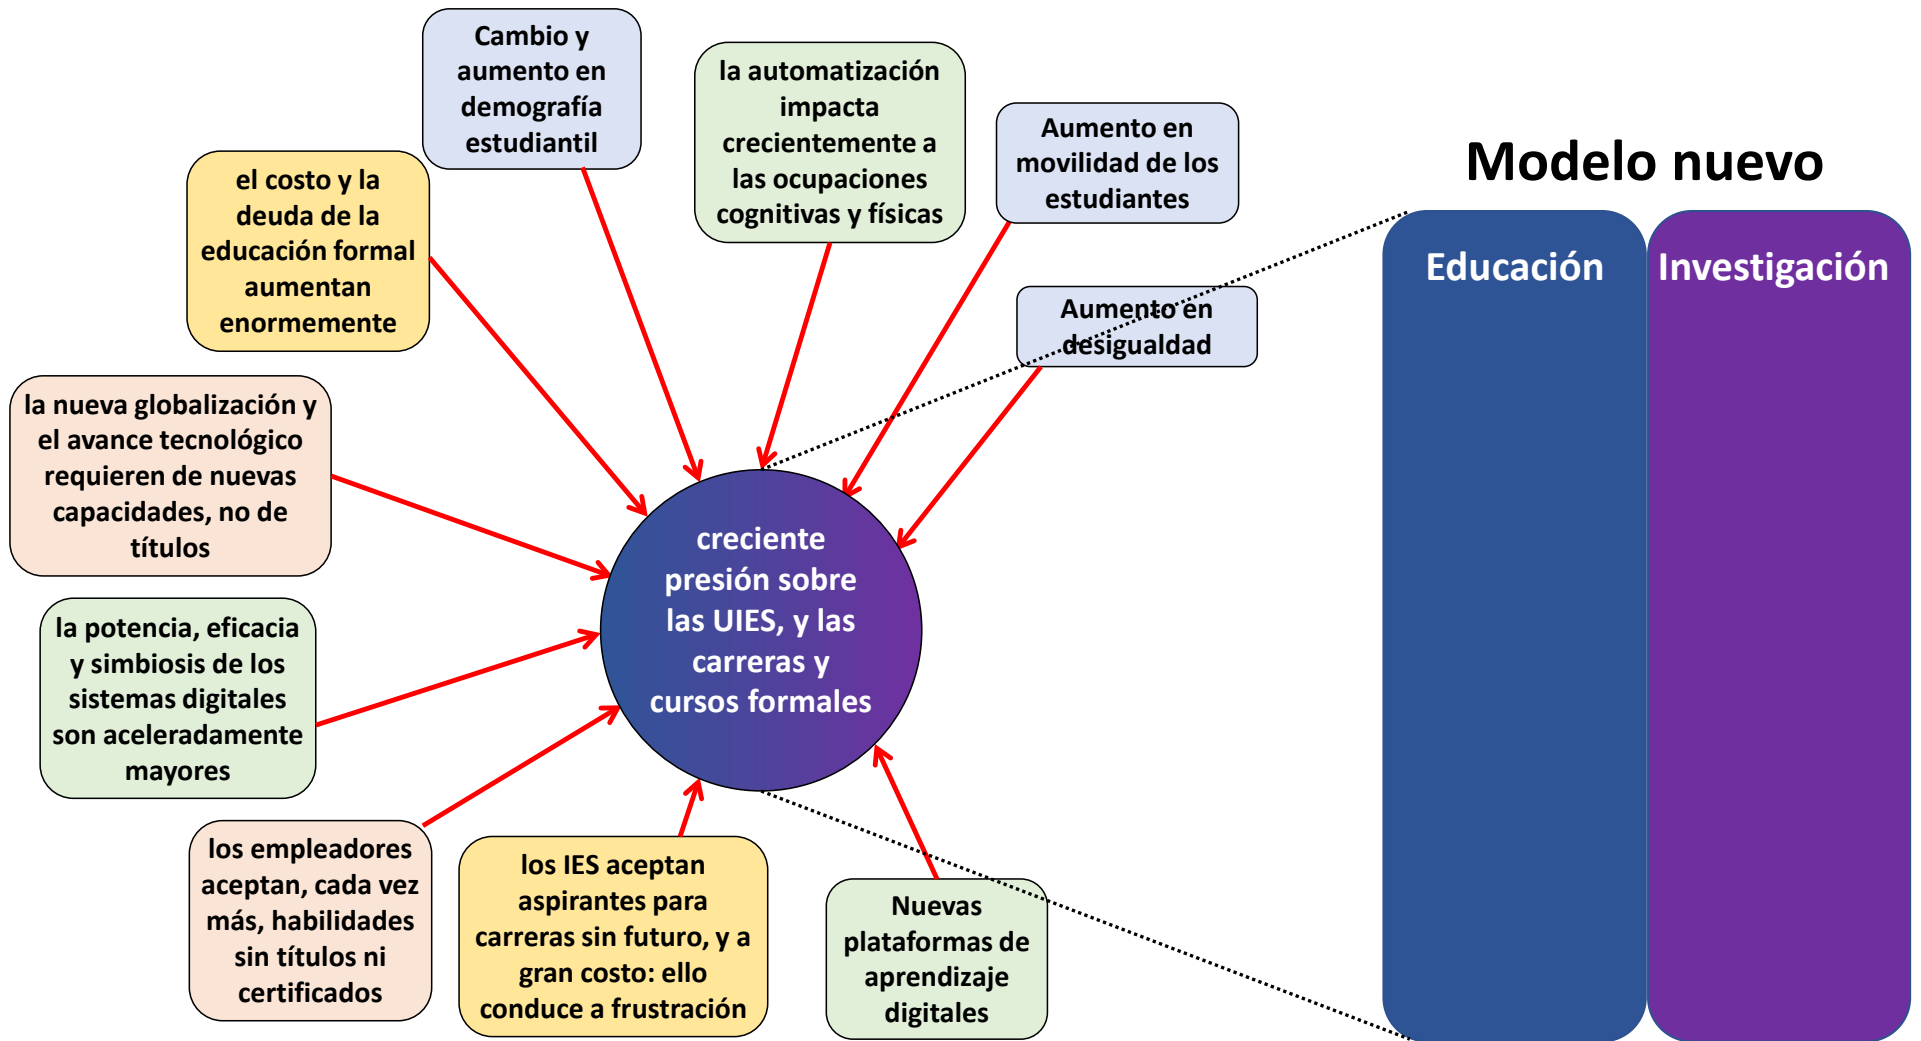 Cambio y
aumento en
demografía
estudiantil
la automatización
impacta
crecientemente a
las ocupaciones
cognitivas y físicas
Aumento en
movilidad de los
estudiantes
Aumento en
desigualdad
el costo y la
deuda de la
educación formal
aumentan
enormemente
la nueva globalización y
el avance tecnológico
requieren de nuevas
capacidades, no de
títulos
la potencia, eficacia
y simbiosis de los
sistemas digitales
son aceleradamente
mayores
los empleadores
aceptan, cada vez
más, habilidades
sin títulos ni
certificados
los IES aceptan
aspirantes para
carreras sin futuro, y a
gran costo: ello
conduce a frustración
Nuevas
plataformas de
aprendizaje
digitales
creciente
presión sobre
las UIES, y las
carreras y
cursos formales
Modelo nuevo
Educación
Investigación